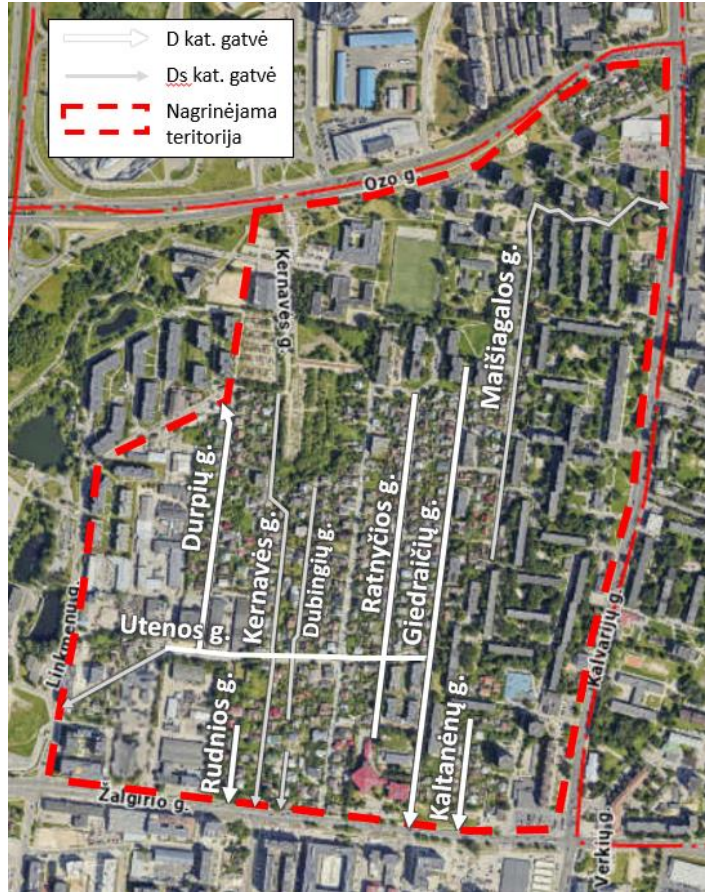 D kat. gatvė
Ds kat. gatvė
Nagrinėjama
teritorija
Ozo g.
Kernavės g.
Maišiagalos g.
Durpių g.
Kernavės g.
Dubingių g.
Ratnyčios g.
Giedraičių g.
Linkmenų g.
Utenos g.
Kalvarijų g.
Rudnios g.
Kaltanėnų g.
Žalgirio g.
Verkių g.